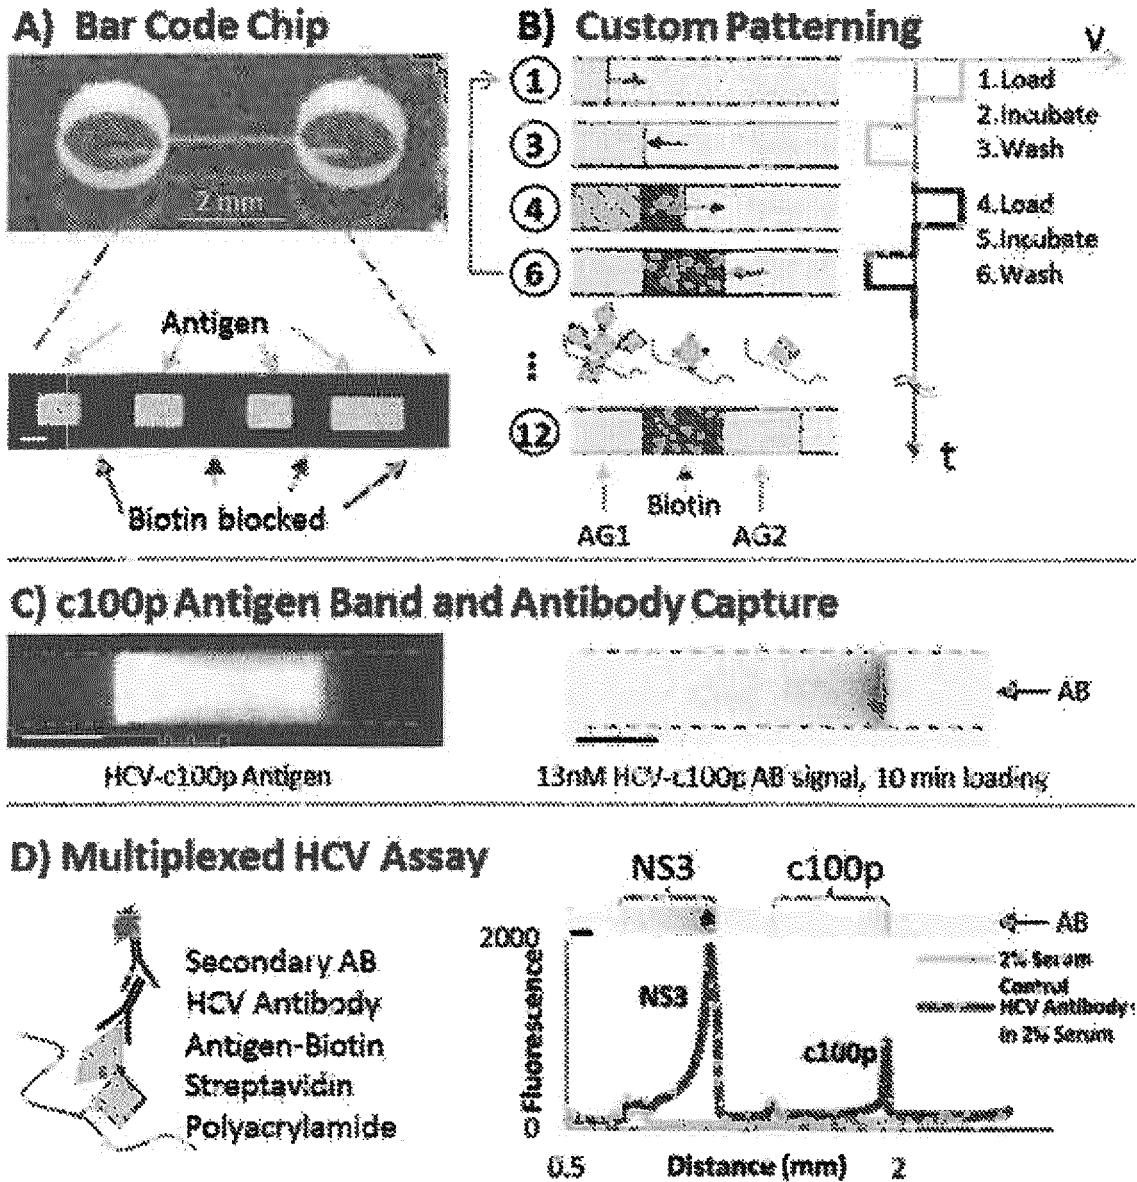 A) Bar Code Chip
2 mm
Antigen
Biotin blocked
B) Custom Patterning
V
1
1.Load
2.Incubate
3
3.Wash
4
4.Load
5.Incubate
6
6.Wash
...
12
t
Biotin
AG1
AG2
C) c100p Antigen Band and Antibody Capture
AB
HCV-c100p Antigen
13nM HCV-c100p AB signal, 10 min loading
D) Multiplexed HCV Assay
Secondary AB
HCV Antibody
Antigen-Biotin
Streptavidin
Polyacrylamide
NS3
c100p
AB
2000
2% Serum
Control
HCV Antibody
in 2% Serum
Fluorescence
NS3
c100p
0
0.5
Distance (mm)
2